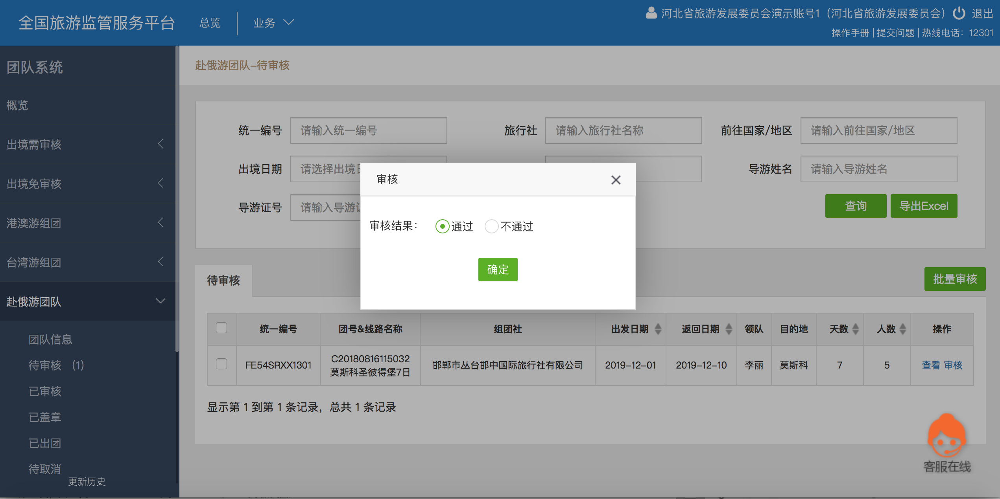 全国旅游监管服务平台 总览 业务
河北省旅游发展委员会演示账号1（河北省旅游发展委员会） 退出
操作手册 | 提交问题 | 热线电话：12301
团队系统
概览
出境需审核
出境免审核
港澳游组团
台湾游组团
赴俄游团队
团队信息
待审核 (1)
已审核
已盖章
已出团
待取消
更新历史
赴俄游团队-待审核
统一编号 请输入统一编号 旅行社 请输入旅行社名称 前往国家/地区 请输入前往国家/地区
出境日期 请选择出境 导游姓名 请输入导游姓名
导游证号 请输入导游
查询 导出Excel
审核
审核结果： 通过 不通过
确定
待审核 批量审核
统一编号 团号&线路名称 组团社 出发日期 返回日期 领队 目的地 天数 人数 操作
FE54SRXX1301 C20180816115032 邯郸市丛台邯中国际旅行社有限公司 2019-12-01 2019-12-10 李丽 莫斯科 7 5 查看 审核
莫斯科圣彼得堡7日
显示第 1 到第 1 条记录，总共 1 条记录
客服在线